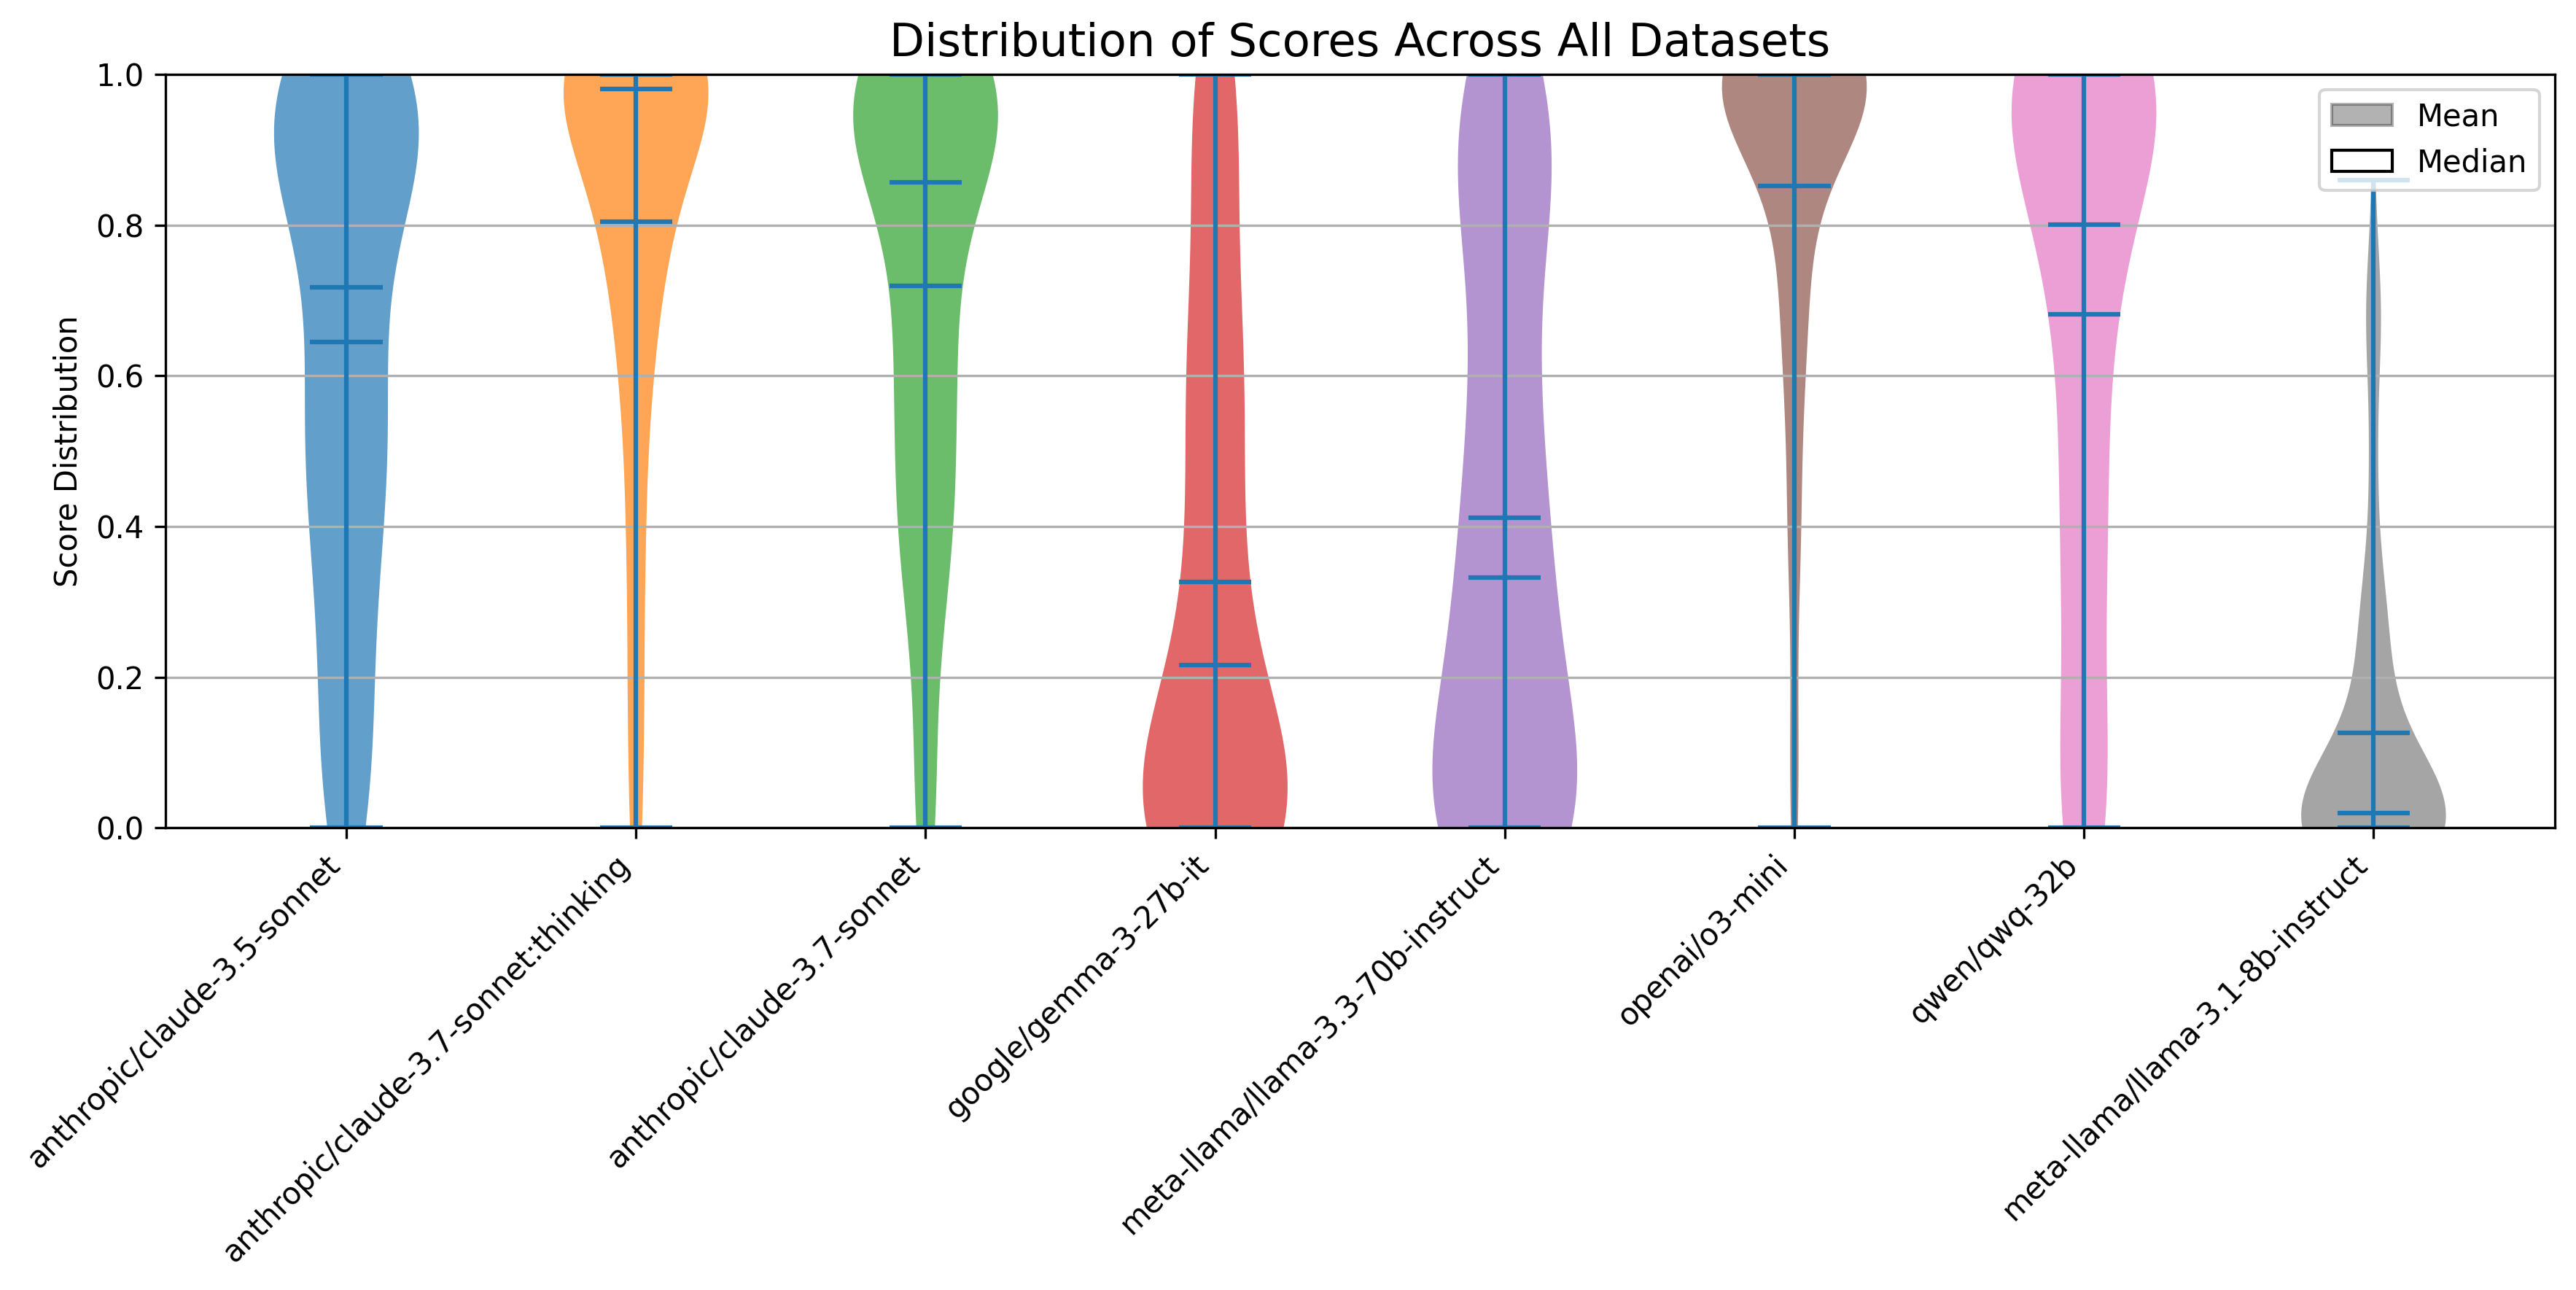 Distribution of Scores Across All Datasets
Score Distribution
1.0
0.8
0.6
0.4
0.2
0.0
Mean
Median
anthropic/claude-3.5-sonnet
anthropic/claude-3.7-sonnet:thinking
anthropic/claude-3.7-sonnet
google/gemma-3-27b-it
meta-llama/llama-3.3-70b-instruct
openai/o3-mini
qwen/qwq-32b
meta-llama/llama-3.1-8b-instruct